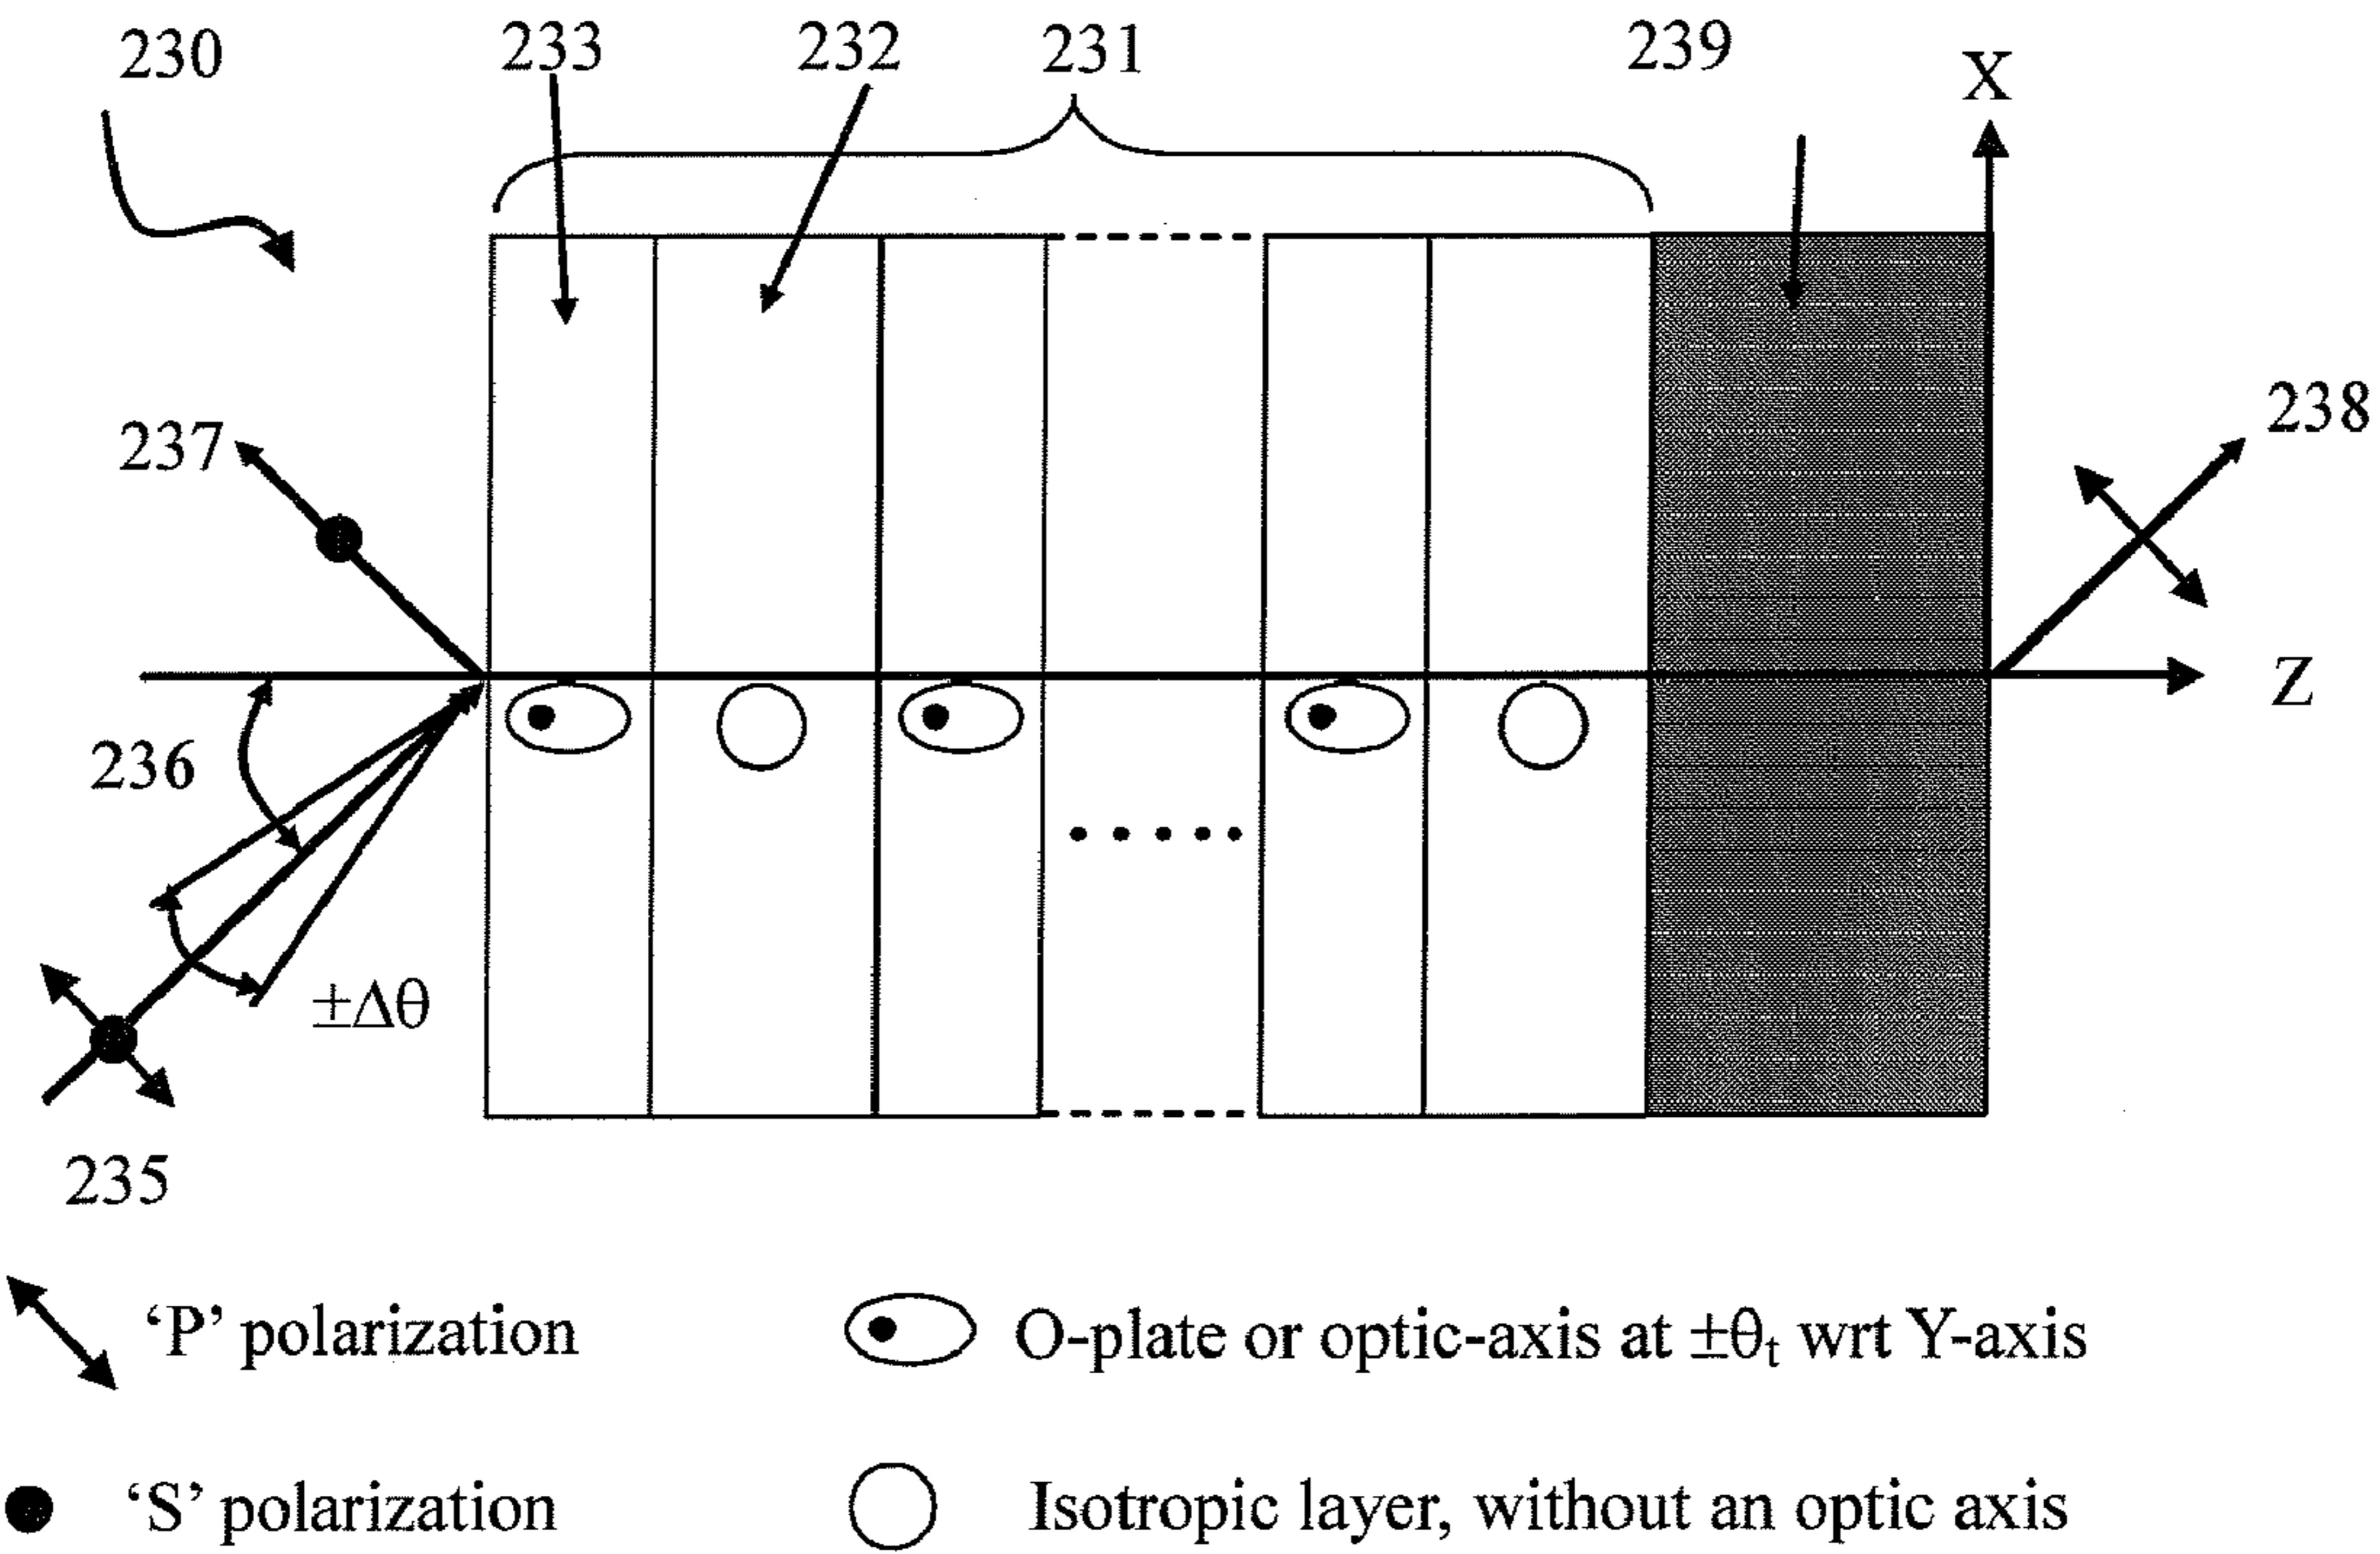 230 233 232 231 239 X
237 238
Z
236
±Δθ
235
‘P’ polarization O-plate or optic-axis at ±θt wrt Y-axis
‘S’ polarization Isotropic layer, without an optic axis